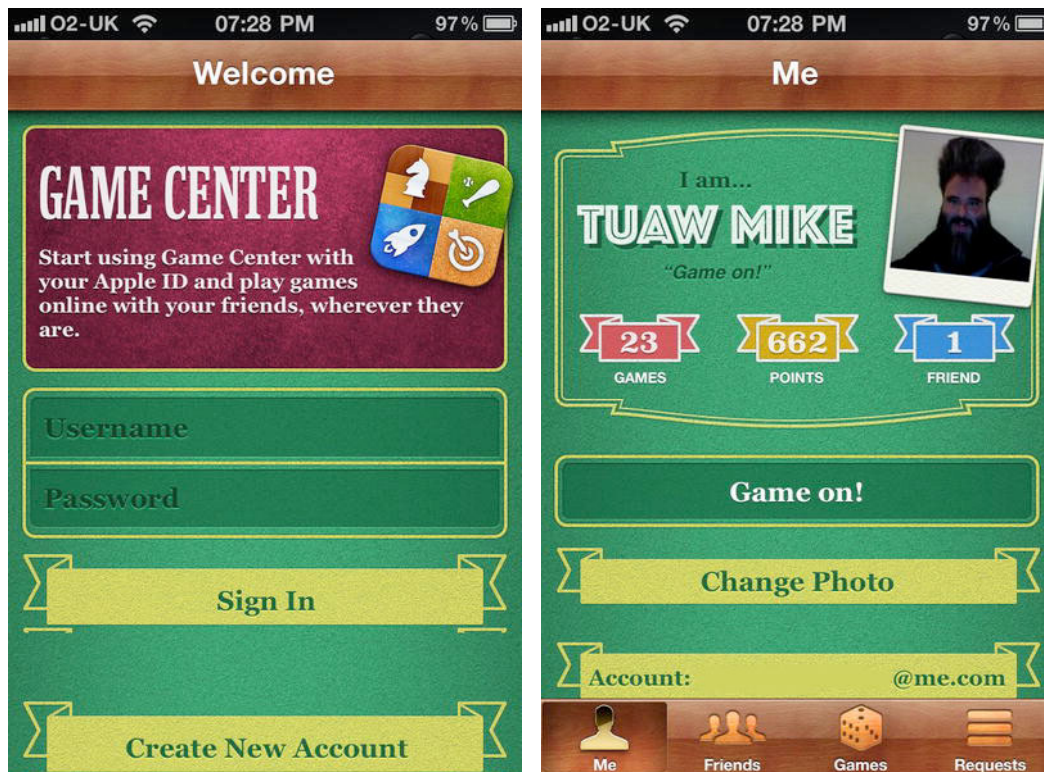 O2-UK 07:28 PM 97%
Welcome
GAME CENTER
Start using Game Center with
your Apple ID and play games
online with your friends, wherever they
are.
Username
Password
Sign In
Create New Account
O2-UK 07:28 PM 97%
Me
I am...
TUAW MIKE
“Game on!”
23 662 1
GAMES POINTS FRIEND
Game on!
Change Photo
Account: @me.com
Me Friends Games Requests